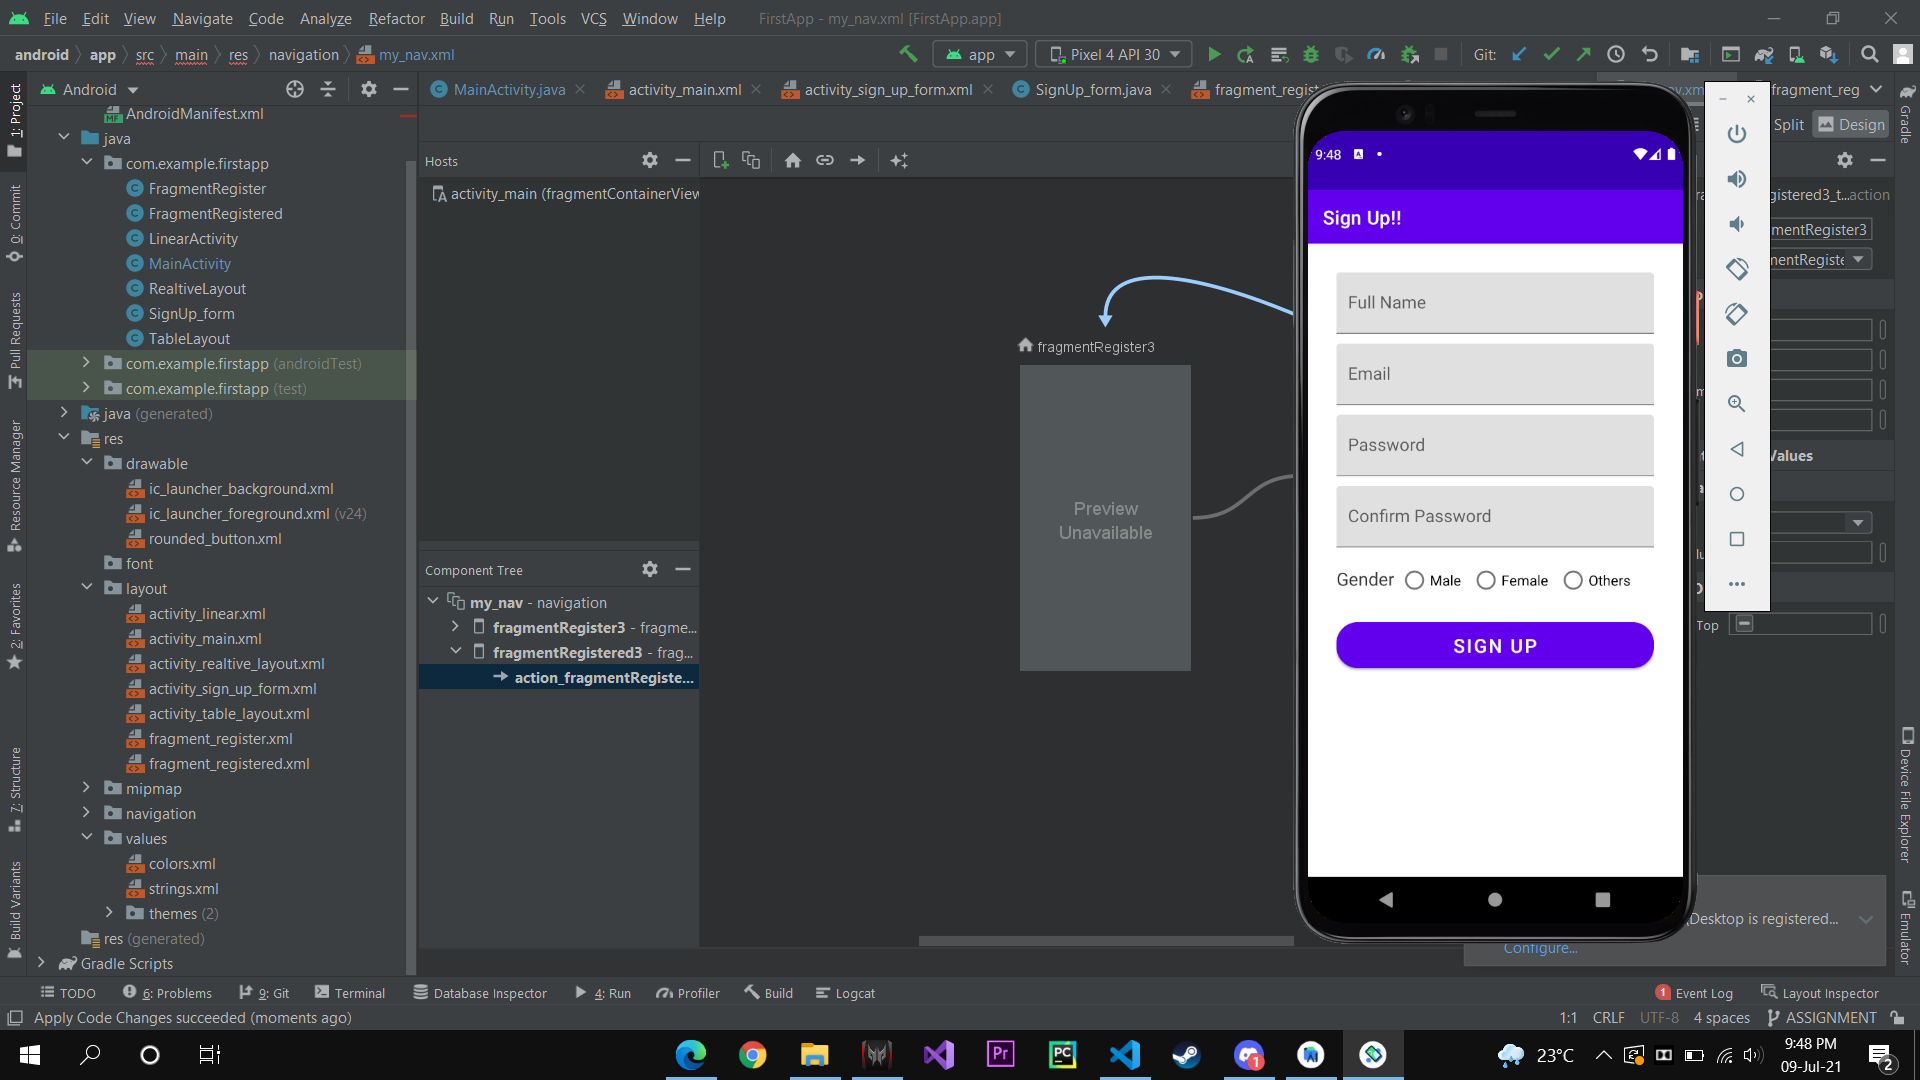 File Edit View Navigate Code Analyze Refactor Build Run Tools VCS Window Help FirstApp - my_nav.xml [FirstApp.app]
android app src main res navigation my_nav.xml app Pixel 4 API 30 Git:
Android
MainActivity.java activity_main.xml activity_sign_up_form.xml SignUp_form.java fragment_regist fragment_reg
Split Design
AndroidManifest.xml
java
com.example.firstapp
FragmentRegister
FragmentRegistered
LinearActivity
MainActivity
RealtiveLayout
SignUp_form
TableLayout
com.example.firstapp (androidTest)
com.example.firstapp (test)
java (generated)
res
drawable
ic_launcher_background.xml
ic_launcher_foreground.xml (v24)
rounded_button.xml
font
layout
activity_linear.xml
activity_main.xml
activity_realtive_layout.xml
activity_sign_up_form.xml
activity_table_layout.xml
fragment_register.xml
fragment_registered.xml
mipmap
navigation
values
colors.xml
strings.xml
themes (2)
res (generated)
Gradle Scripts
1: Project
0: Commit
Pull Requests
Resource Manager
2: Favorites
7: Structure
Build Variants
Hosts
activity_main (fragmentContainerView
Component Tree
my_nav - navigation
fragmentRegister3 - fragme...
fragmentRegistered3 - frag...
action_fragmentRegiste...
fragmentRegister3
Preview
Unavailable
9:48
Sign Up!!
Full Name
Email
Password
Confirm Password
Gender Male Female Others
SIGN UP
gistered3_t...action
mentRegister3
mentRegiste
Values
Top
Gradle
Device File Explorer
Emulator
Desktop is registered...
Configure...
TODO 6: Problems 9: Git Terminal Database Inspector 4: Run Profiler Build Logcat 1 Event Log Layout Inspector
Apply Code Changes succeeded (moments ago) 1:1 CRLF UTF-8 4 spaces ASSIGNMENT
Pr PC 1 23°C 9:48 PM
09-Jul-21 2